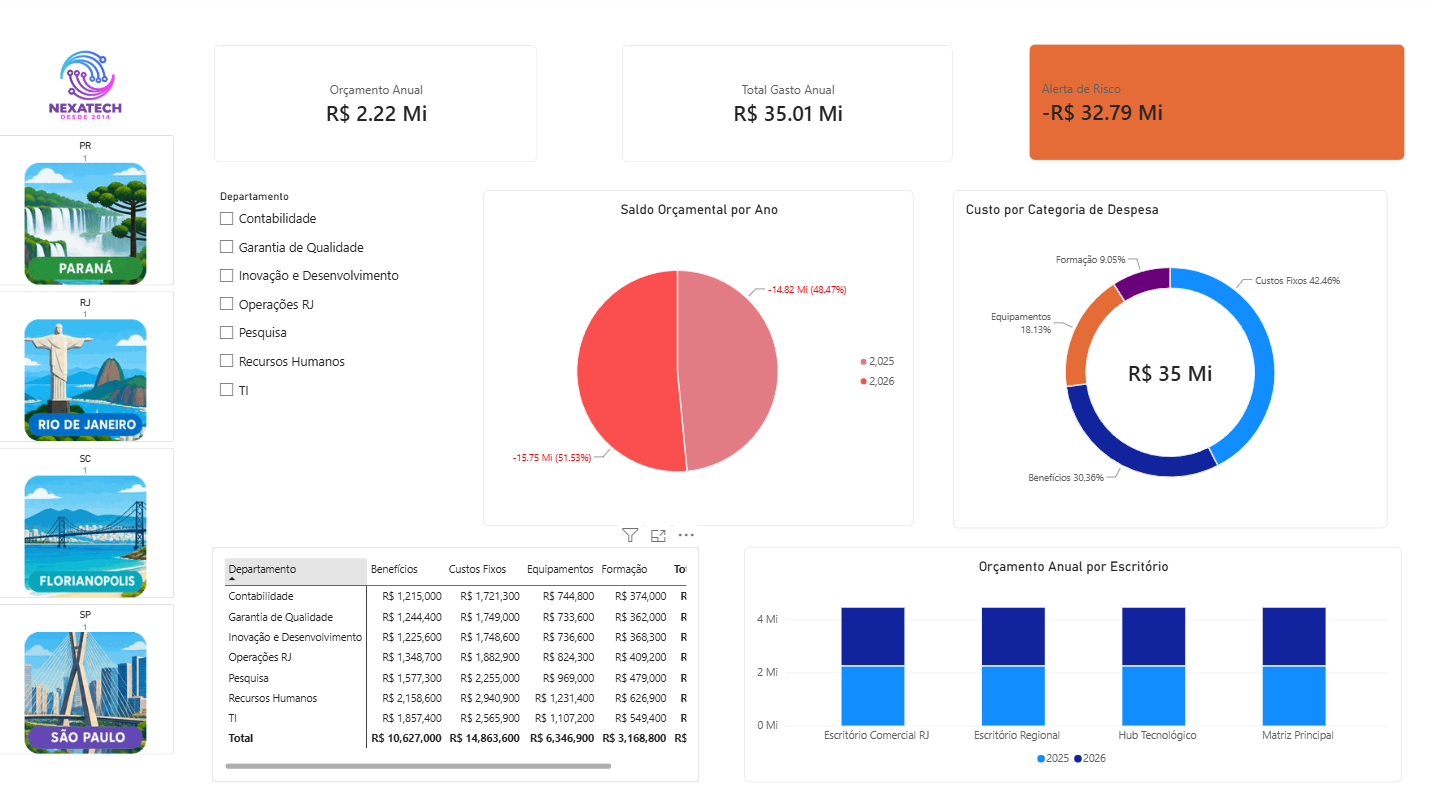 NEXATECH
DESDE 2014
PR
1
PARANÁ
RJ
1
RIO DE JANEIRO
SC
1
FLORIANOPOLIS
SP
1
SÃO PAULO
Orçamento Anual
R$ 2.22 Mi
Total Gasto Anual
R$ 35.01 Mi
Alerta de Risco
-R$ 32.79 Mi
Departamento
Contabilidade
Garantia de Qualidade
Inovação e Desenvolvimento
Operações RJ
Pesquisa
Recursos Humanos
TI
Saldo Orçamental por Ano
-14.82 Mi (48.47%)
-15.75 Mi (51.53%)
2,025
2,026
Custo por Categoria de Despesa
Formação 9.05%
Custos Fixos 42.46%
Equipamentos
18.13%
R$ 35 Mi
Benefícios 30.36%
Departamento Benefícios Custos Fixos Equipamentos Formação
Contabilidade R$ 1,215,000 R$ 1,721,300 R$ 744,800 R$ 374,000 R
Garantia de Qualidade R$ 1,244,400 R$ 1,749,000 R$ 733,600 R$ 362,000 R
Inovação e Desenvolvimento R$ 1,225,600 R$ 1,748,600 R$ 736,600 R$ 368,300 R
Operações RJ R$ 1,348,700 R$ 1,882,900 R$ 824,300 R$ 409,200 R
Pesquisa R$ 1,577,300 R$ 2,255,000 R$ 969,000 R$ 479,000 R
Recursos Humanos R$ 2,158,600 R$ 2,940,900 R$ 1,231,400 R$ 626,900 R
TI R$ 1,857,400 R$ 2,565,900 R$ 1,107,200 R$ 549,400 R
Total R$ 10,627,000 R$ 14,863,600 R$ 6,346,900 R$ 3,168,800 R$
Orçamento Anual por Escritório
4 Mi
2 Mi
0 Mi
Escritório Comercial RJ Escritório Regional Hub Tecnológico Matriz Principal
2025 2026